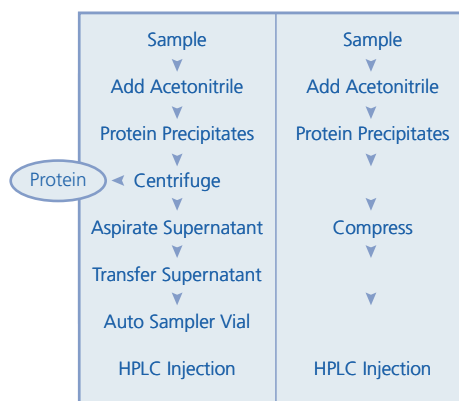 Sample
Add Acetonitrile
Protein Precipitates
Protein
Centrifuge
Aspirate Supernatant
Transfer Supernatant
Auto Sampler Vial
HPLC Injection
Sample
Add Acetonitrile
Protein Precipitates
Compress
HPLC Injection